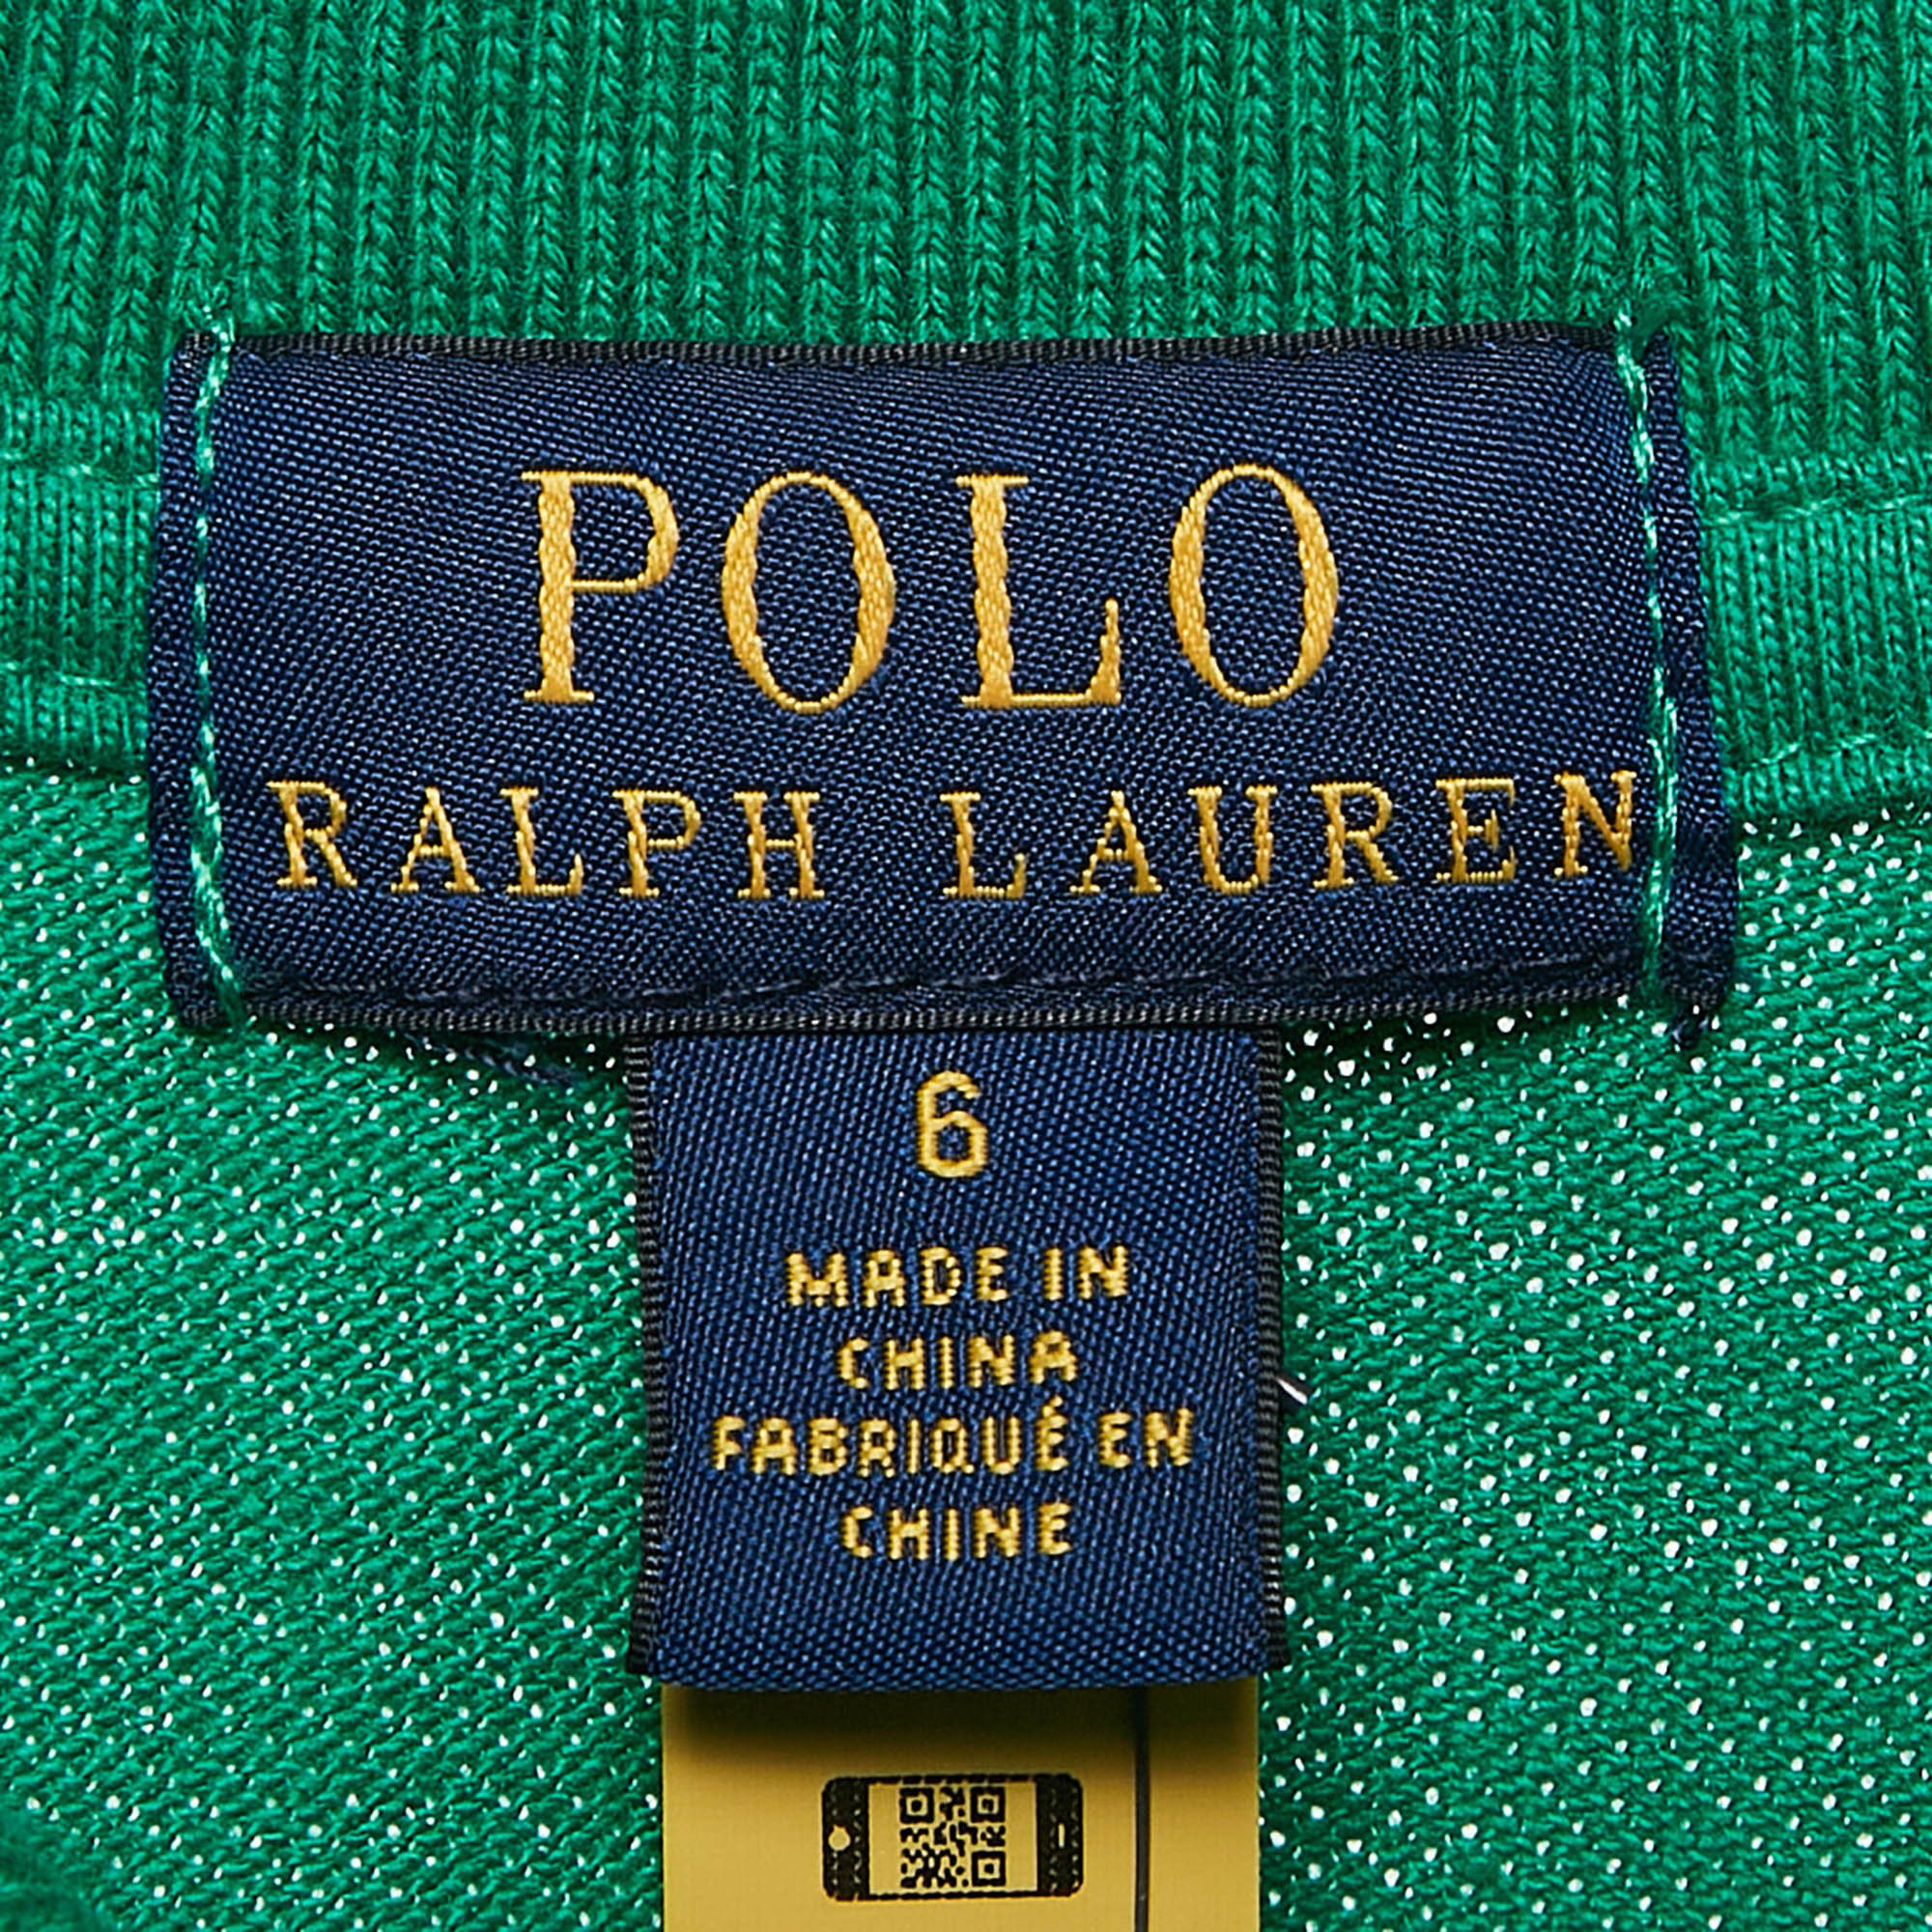 POLO
RALPH LAUREN
6
MADE IN
CHINA
FABRIQUÉ EN
CHINE